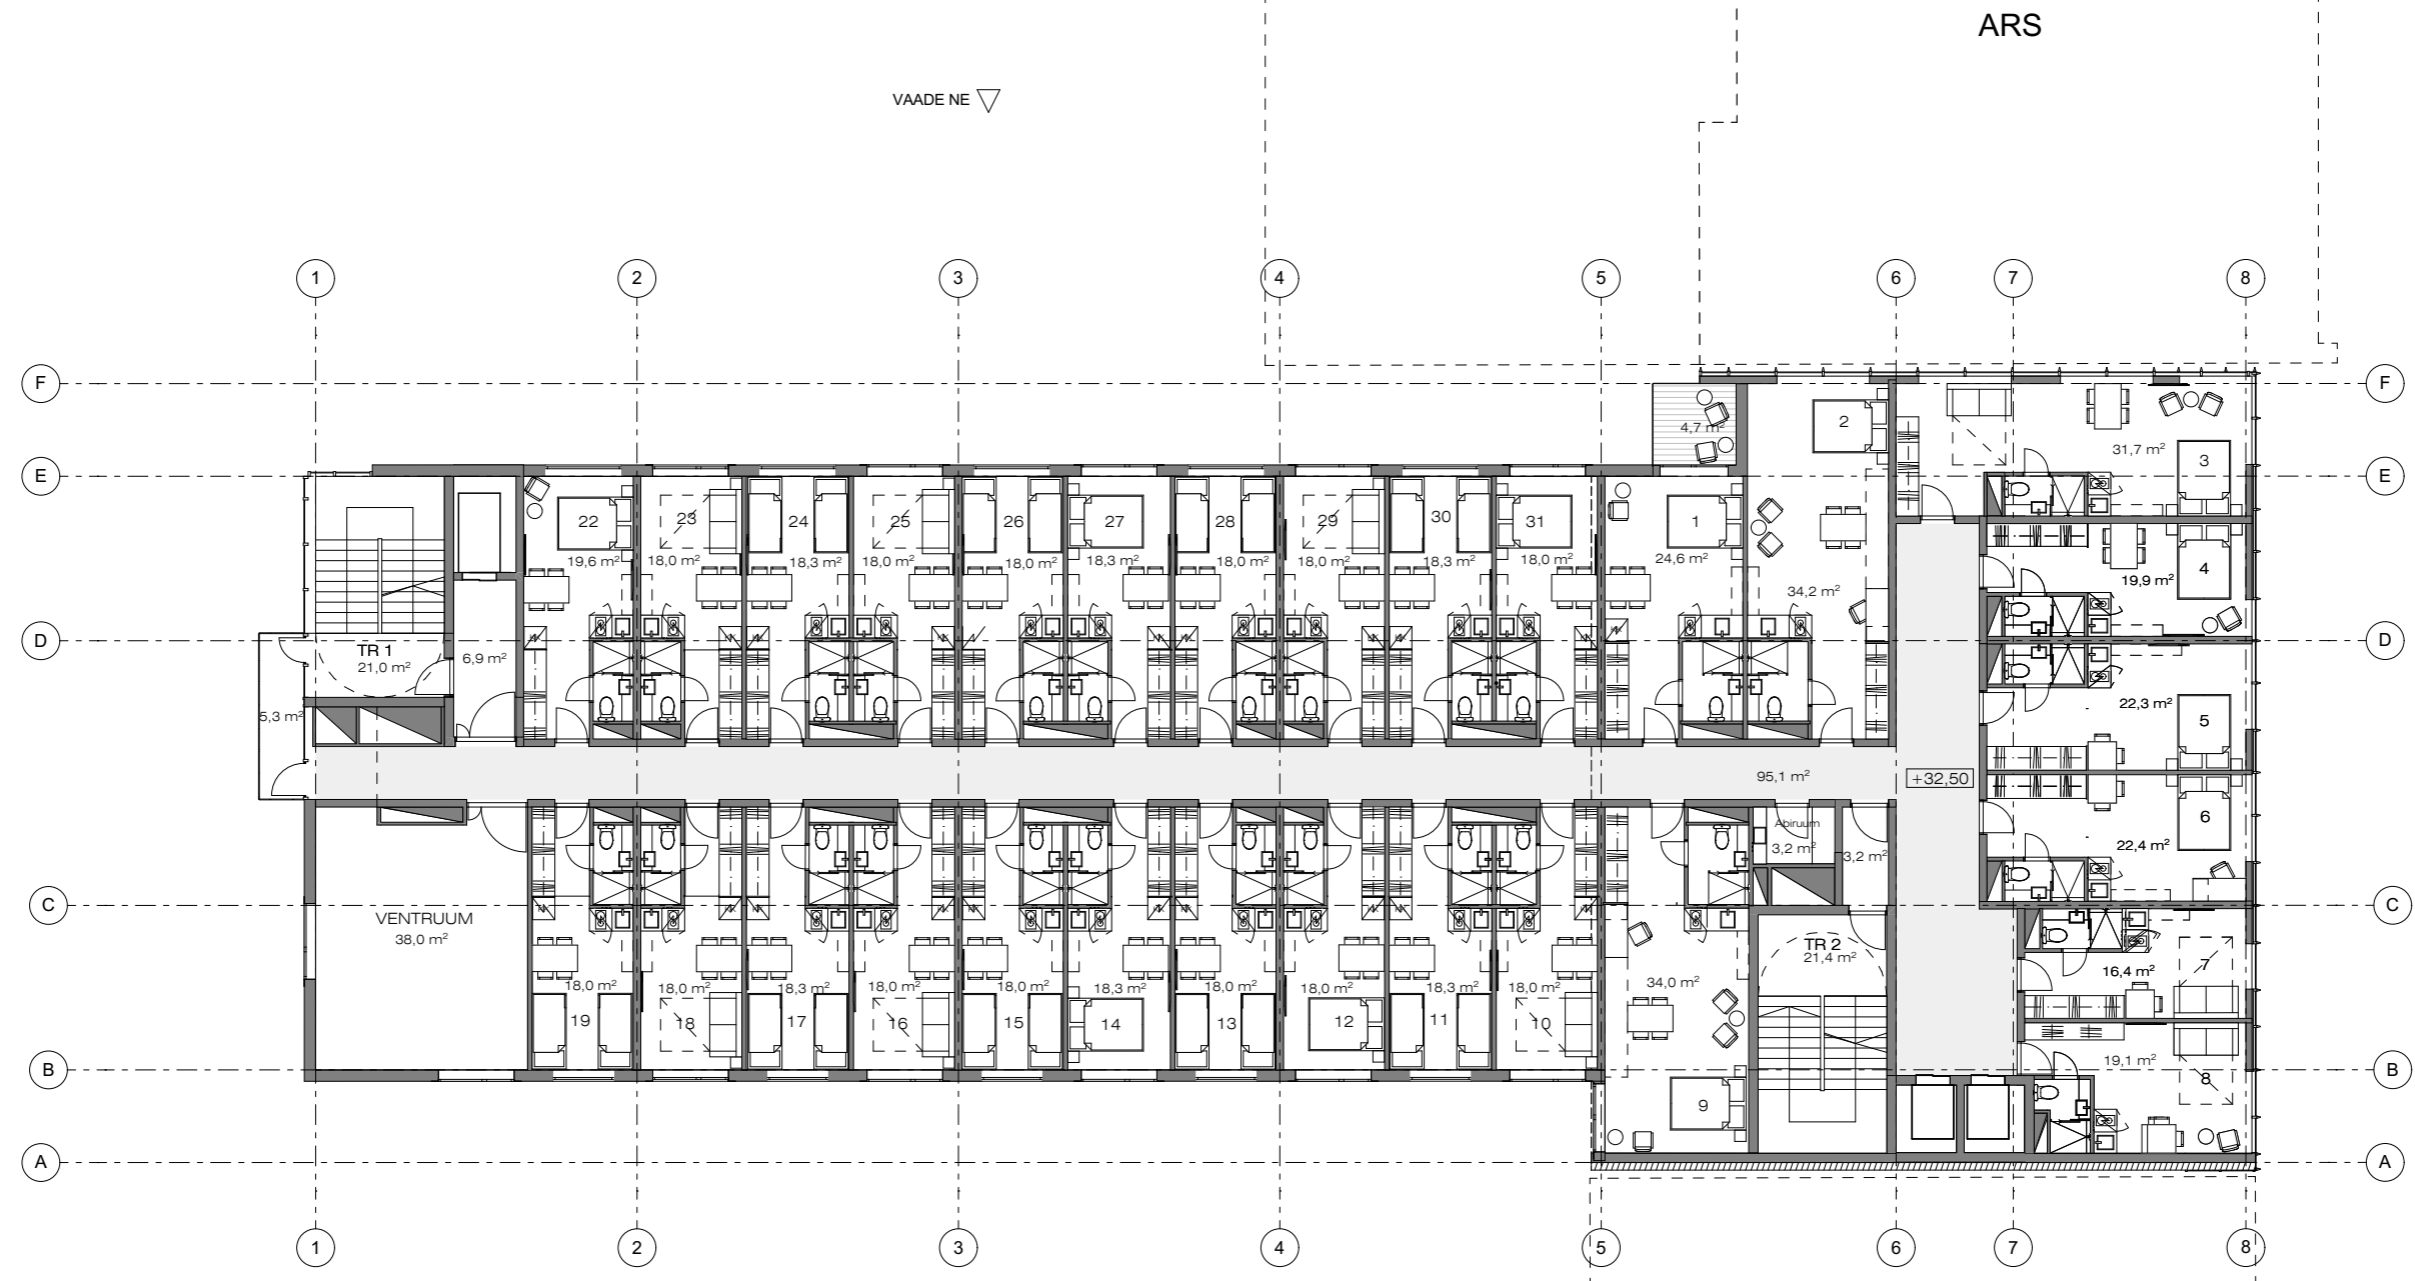 ARS
VAADE NE
1 2 3 4 5 6 7 8
F F
4,7 m²
2
31,7 m²
3
E E
22 23 24 25 26 27 28 29 30 31 1
19,6 m² 18,0 m² 18,3 m² 18,0 m² 18,0 m² 18,3 m² 18,0 m² 18,0 m² 18,3 m² 18,0 m² 24,6 m²
34,2 m²
4
19,9 m²
D D
TR 1
21,0 m²
6,9 m²
5,3 m²
22,3 m²
5
95,1 m²
+32,50
6
22,4 m²
Abiruum
3,2 m²
3,2 m²
C C
VENTRUUM
38,0 m²
TR 2
21,4 m²
34,0 m²
16,4 m²
7
18,0 m² 18,0 m² 18,3 m² 18,0 m² 18,0 m² 18,3 m² 18,0 m² 18,0 m² 18,3 m² 18,0 m²
19 18 17 16 15 14 13 12 11 10
19,1 m²
8
B B
9
A A
1 2 3 4 5 6 7 8